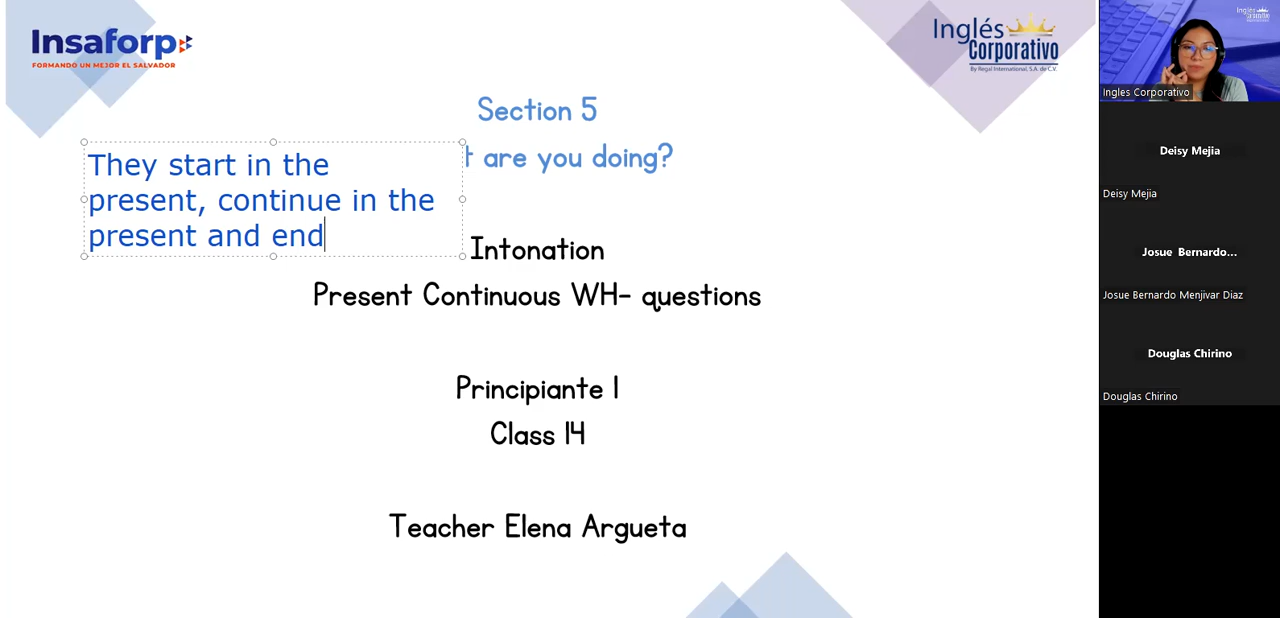 Insaforp
FORMANDO UN MEJOR EL SALVADOR
Inglés
Corporativo
By Regal International, S.A. de C.V.
Section 5
t are you doing?
They start in the
present, continue in the
present and end
Intonation
Present Continuous WH- questions
Principiante 1
Class 14
Teacher Elena Argueta
Ingles Corporativo
Deisy Mejia
Deisy Mejia
Josue Bernardo...
Josue Bernardo Menjivar Diaz
Douglas Chirino
Douglas Chirino